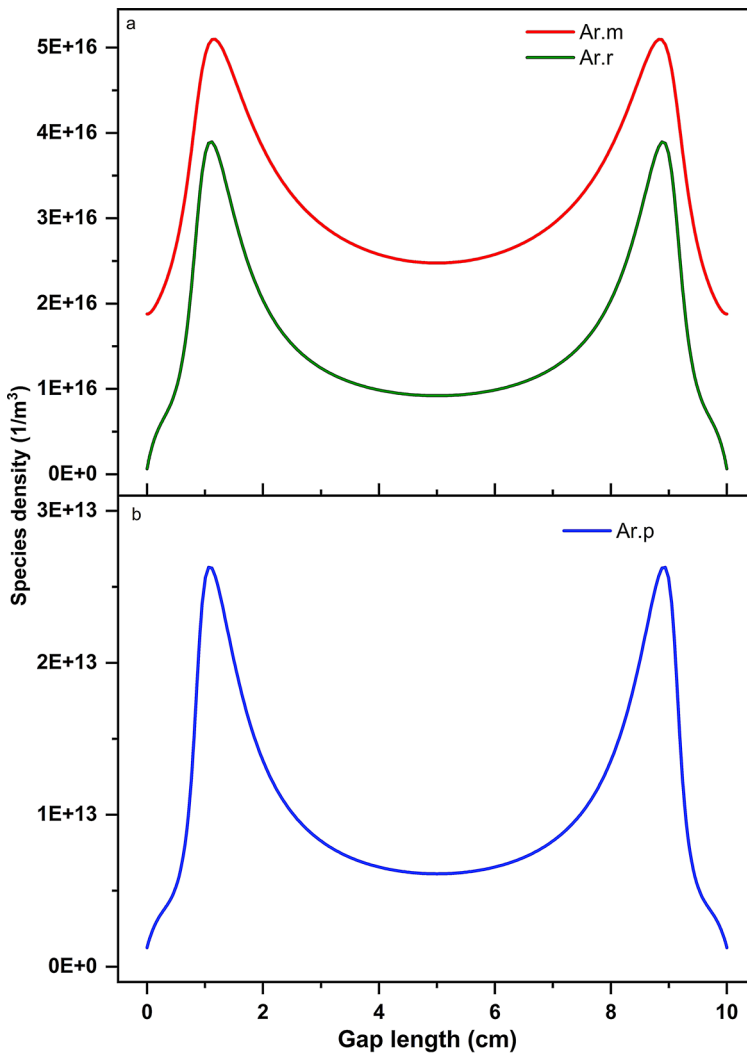 a
Ar.m
Ar.r
5E+16
4E+16
3E+16
2E+16
1E+16
0E+0
Species density (1/m³)
b
Ar.p
3E+13
2E+13
1E+13
0E+0
0 2 4 6 8 10
Gap length (cm)